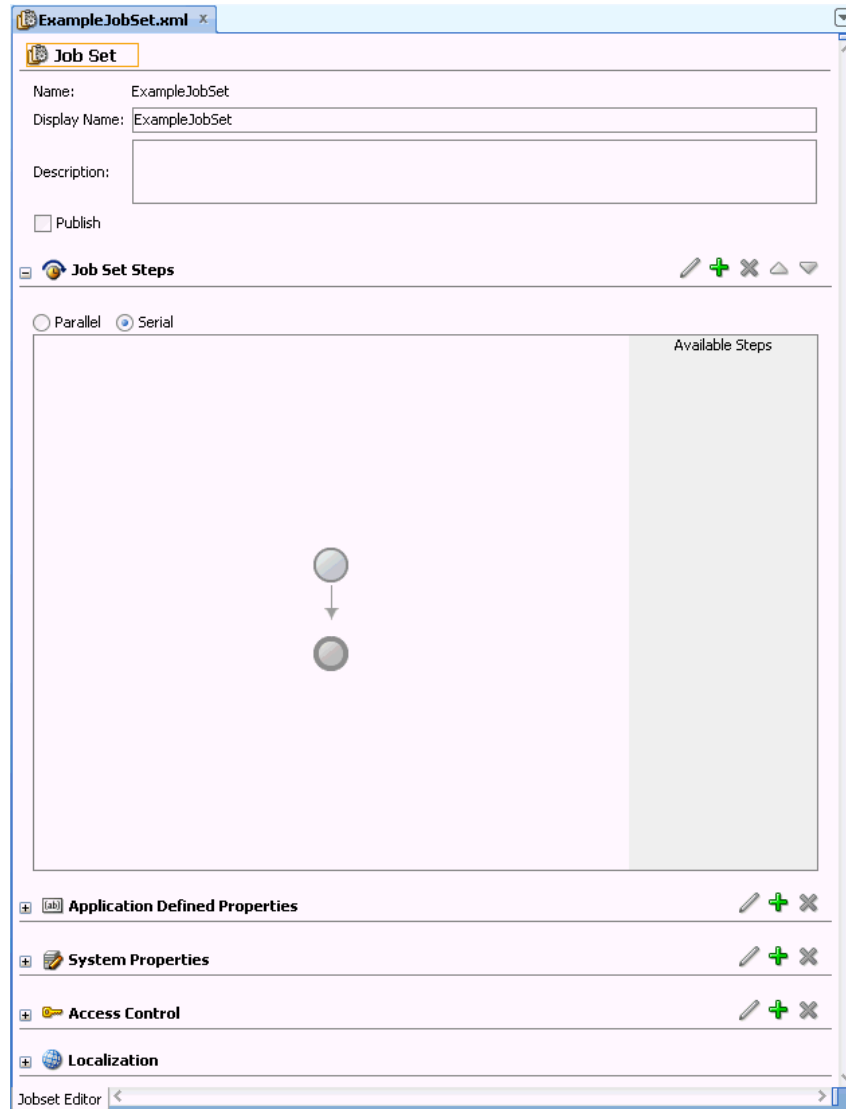 ExampleJobSet.xml x
Job Set
Name: ExampleJobSet
Display Name: ExampleJobSet
Description:
Publish
Job Set Steps
Parallel Serial
Available Steps
(ab) Application Defined Properties
System Properties
Access Control
Localization
Jobset Editor